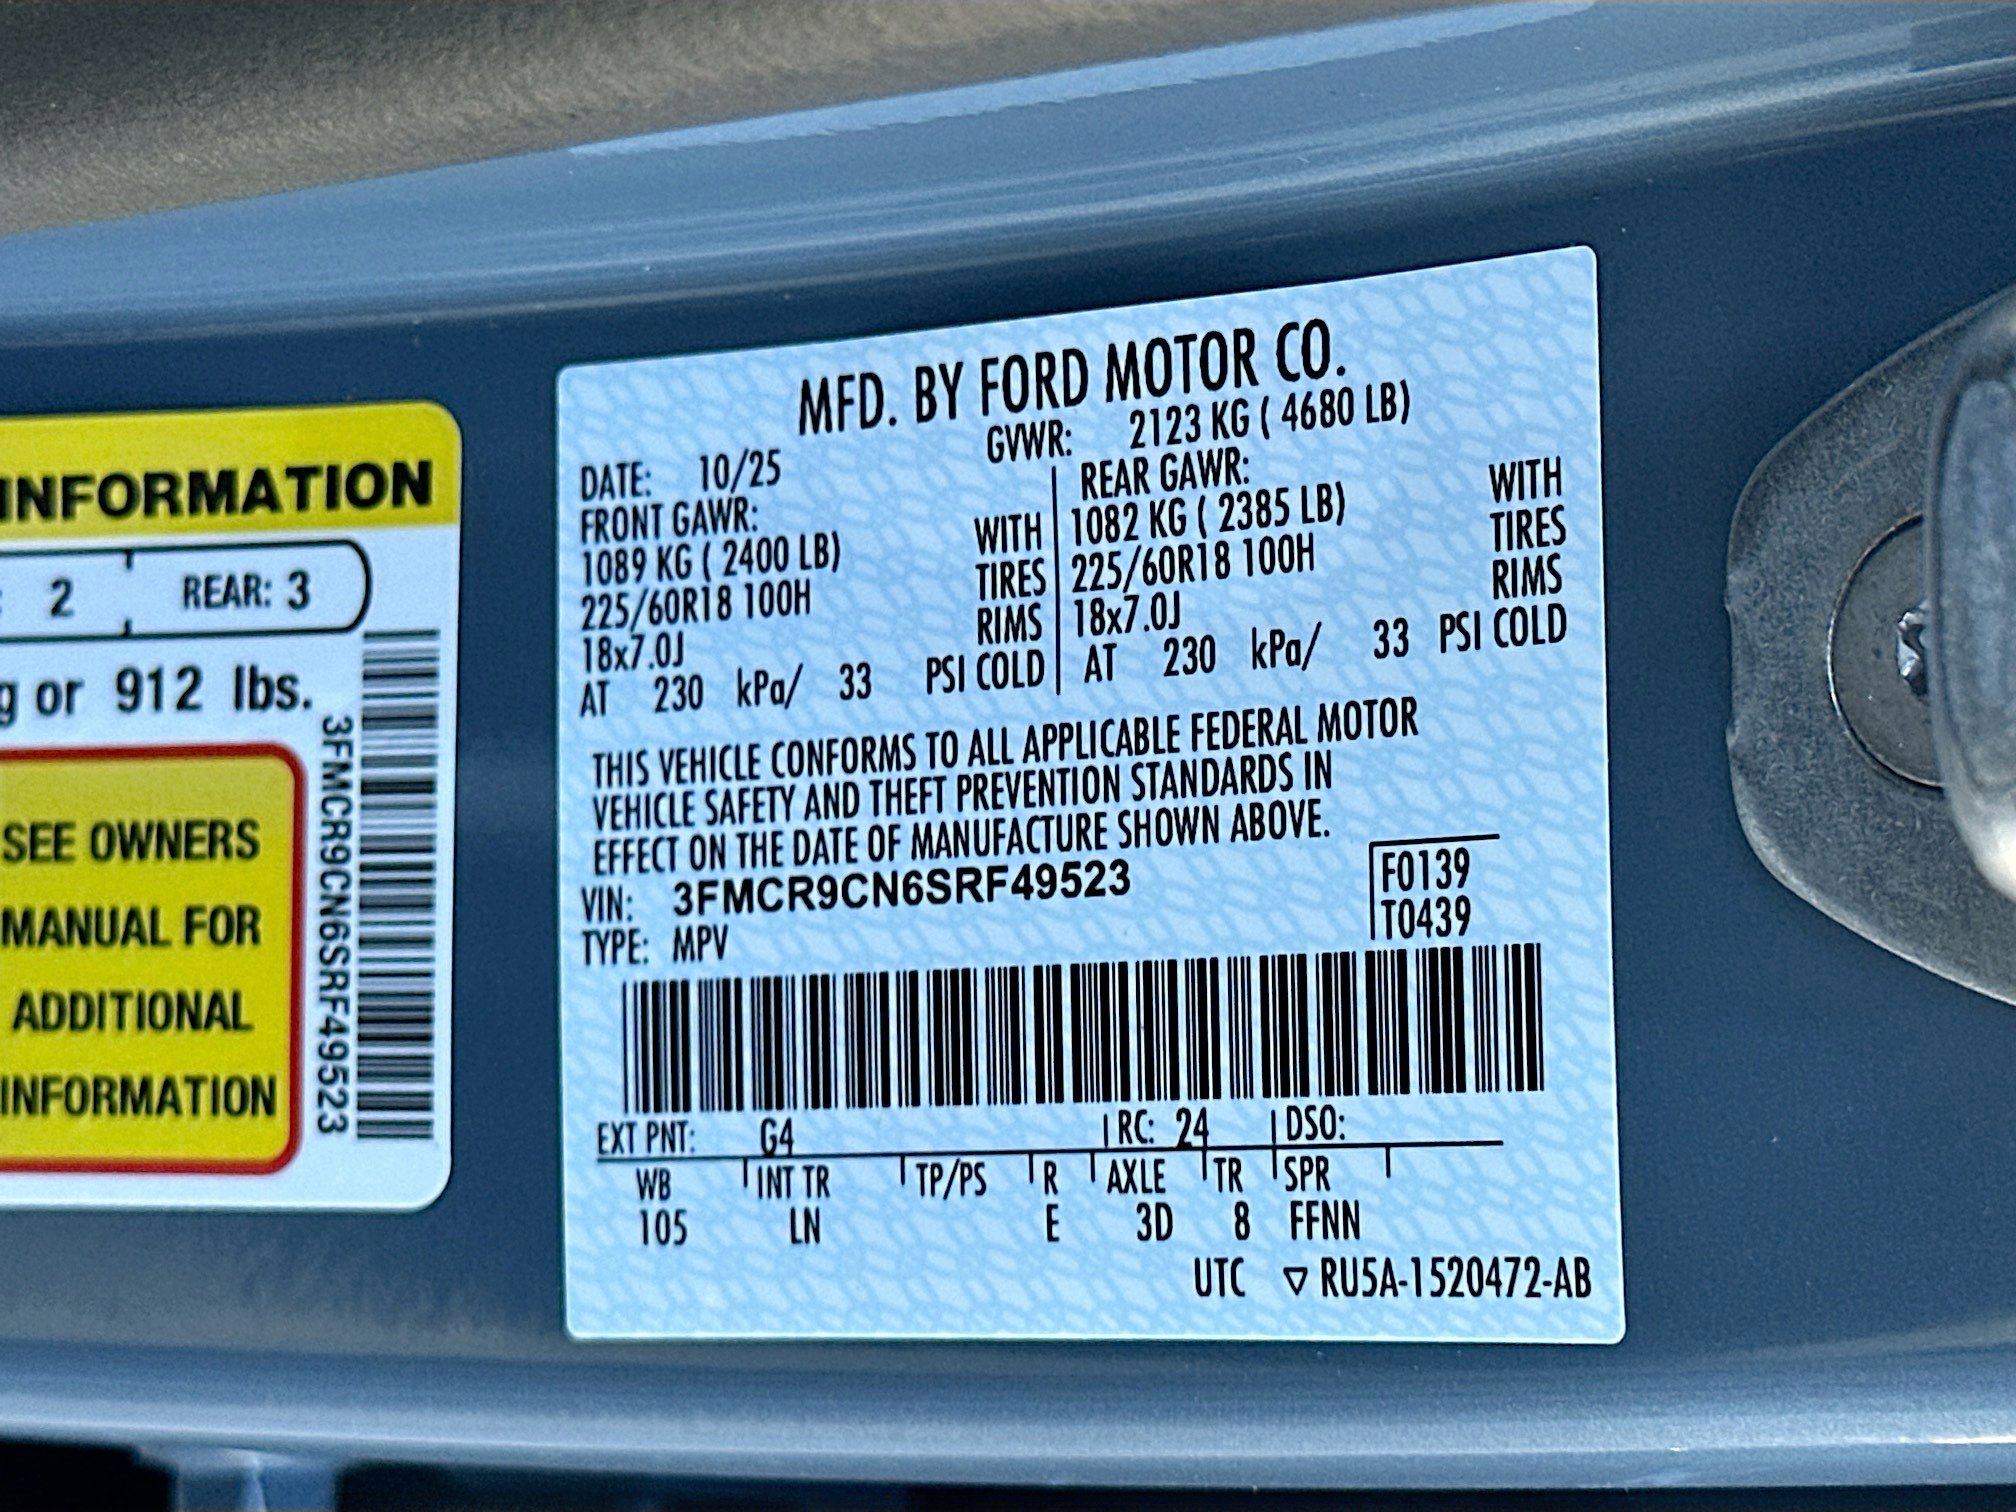 INFORMATION
: 2 REAR: 3
g or 912 lbs.
3FMCR9CN6SRF49523
SEE OWNERS
MANUAL FOR
ADDITIONAL
INFORMATION
MFD. BY FORD MOTOR CO.
DATE: 10/25 GVWR: 2123 KG ( 4680 LB)
FRONT GAWR:
1089 KG ( 2400 LB) WITH
225/60R18 100H TIRES
18x7.0J RIMS
AT 230 kPa/ 33 PSI COLD
REAR GAWR: WITH
1082 KG ( 2385 LB) TIRES
225/60R18 100H RIMS
18x7.0J
AT 230 kPa/ 33 PSI COLD
THIS VEHICLE CONFORMS TO ALL APPLICABLE FEDERAL MOTOR
VEHICLE SAFETY AND THEFT PREVENTION STANDARDS IN
EFFECT ON THE DATE OF MANUFACTURE SHOWN ABOVE.
VIN: 3FMCR9CN6SRF49523 F0139
TYPE: MPV T0439
EXT PNT: G4 RC: 24 DSO:
WB INT TR TP/PS R AXLE TR SPR
105 LN E 3D 8 FFNN
UTC ▽ RU5A-1520472-AB